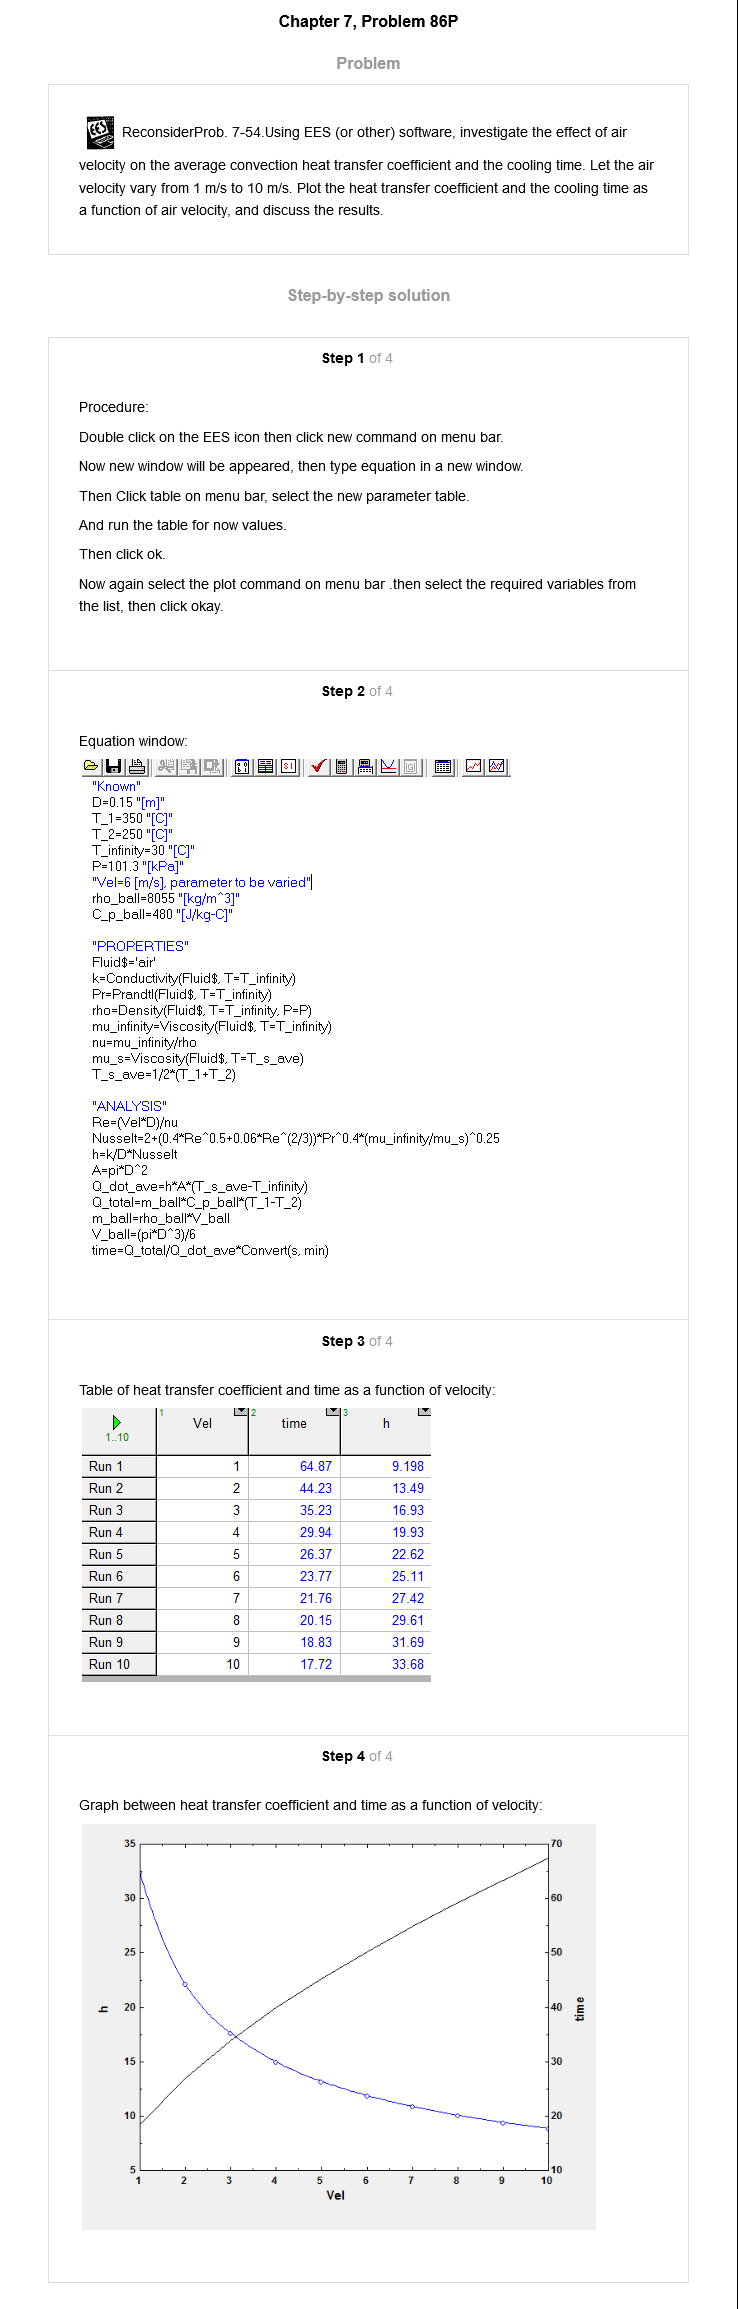 Chapter 7, Problem 86P
Problem
EES ReconsiderProb. 7-54.Using EES (or other) software, investigate the effect of air
velocity on the average convection heat transfer coefficient and the cooling time. Let the air
velocity vary from 1 m/s to 10 m/s. Plot the heat transfer coefficient and the cooling time as
a function of air velocity, and discuss the results.
Step-by-step solution
Step 1 of 4
Procedure:
Double click on the EES icon then click new command on menu bar.
Now new window will be appeared, then type equation in a new window.
Then Click table on menu bar, select the new parameter table.
And run the table for now values.
Then click ok.
Now again select the plot command on menu bar .then select the required variables from
the list, then click okay.
Step 2 of 4
Equation window:
"Known"
D=0.15 "[m]"
T_1=350 "[C]"
T_2=250 "[C]"
T_infinity=30 "[C]"
P=101.3 "[kPa]"
"Vel=6 [m/s], parameter to be varied"
rho_ball=8055 "[kg/m^3]"
C_p_ball=480 "[J/kg-C]"
"PROPERTIES"
Fluid$='air'
k=Conductivity(Fluid$, T=T_infinity)
Pr=Prandtl(Fluid$, T=T_infinity)
rho=Density(Fluid$, T=T_infinity, P=P)
mu_infinity=Viscosity(Fluid$, T=T_infinity)
nu=mu_infinity/rho
mu_s=Viscosity(Fluid$, T=T_s_ave)
T_s_ave=1/2*(T_1+T_2)
"ANALYSIS"
Re=(Vel*D)/nu
Nusselt=2+(0.4*Re^0.5+0.06*Re^(2/3))*Pr^0.4*(mu_infinity/mu_s)^0.25
h=k/D*Nusselt
A=pi*D^2
Q_dot_ave=h*A*(T_s_ave-T_infinity)
Q_total=m_ball*C_p_ball*(T_1-T_2)
m_ball=rho_ball*V_ball
V_ball=(pi*D^3)/6
time=Q_total/Q_dot_ave*Convert(s, min)
Step 3 of 4
Table of heat transfer coefficient and time as a function of velocity:
1..10 1 Vel 2 time 3 h
Run 1 1 64.87 9.198
Run 2 2 44.23 13.49
Run 3 3 35.23 16.93
Run 4 4 29.94 19.93
Run 5 5 26.37 22.62
Run 6 6 23.77 25.11
Run 7 7 21.76 27.42
Run 8 8 20.15 29.61
Run 9 9 18.83 31.69
Run 10 10 17.72 33.68
Step 4 of 4
Graph between heat transfer coefficient and time as a function of velocity:
35 70
30 60
25 50
h 20 40 time
15 30
10 20
5 10
1 2 3 4 5 6 7 8 9 10
Vel